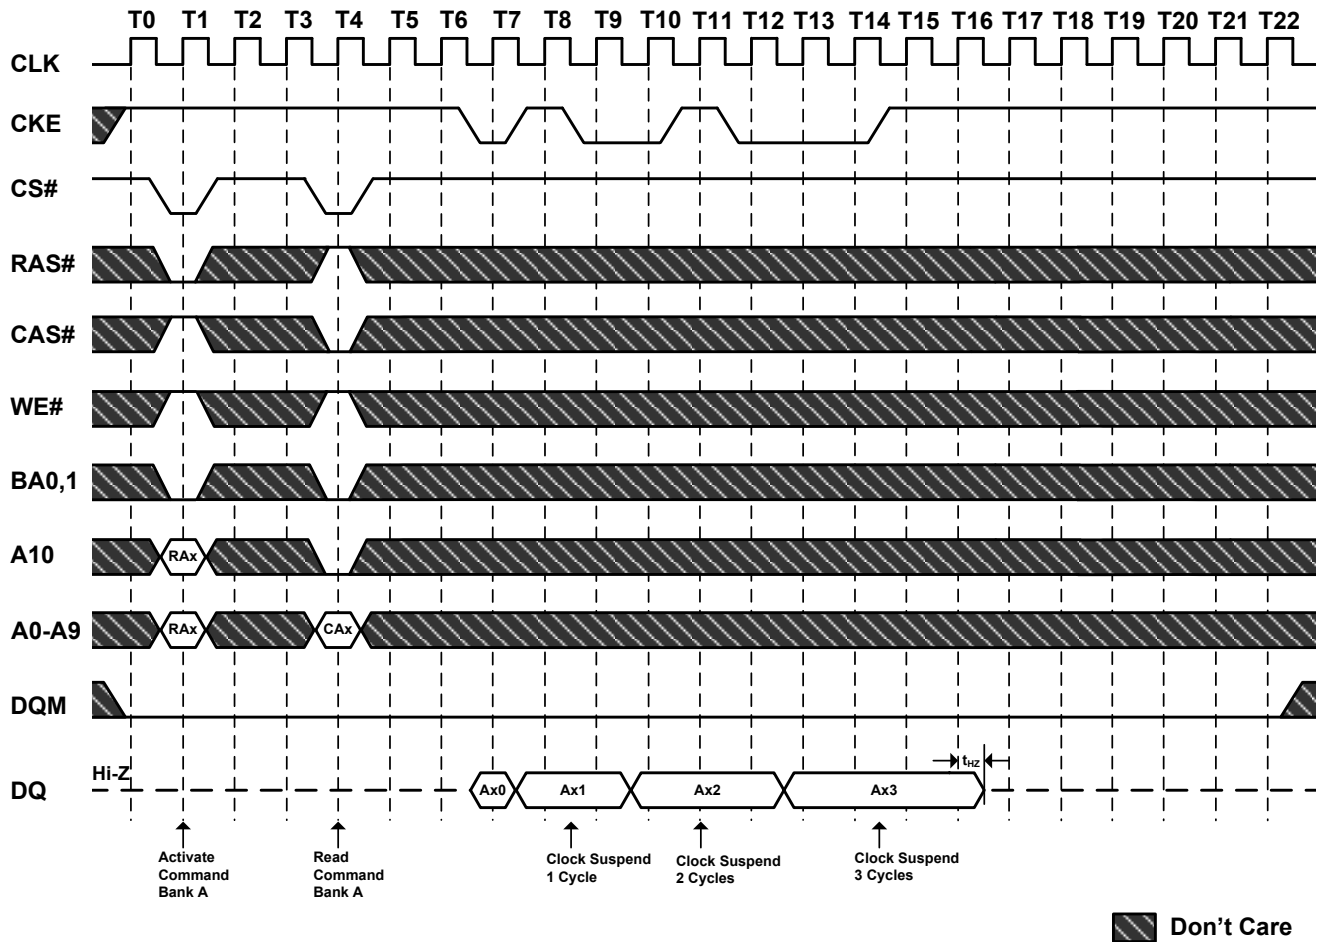 T0 T1 T2 T3 T4 T5 T6 T7 T8 T9 T10 T11 T12 T13 T14 T15 T16 T17 T18 T19 T20 T21 T22
CLK
CKE
CS#
RAS#
CAS#
WE#
BA0,1
A10
RAx
A0-A9
RAx
CAx
DQM
tHZ
Hi-Z
DQ
Ax0
Ax1
Ax2
Ax3
Activate
Command
Bank A
Read
Command
Bank A
Clock Suspend
1 Cycle
Clock Suspend
2 Cycles
Clock Suspend
3 Cycles
Don't Care